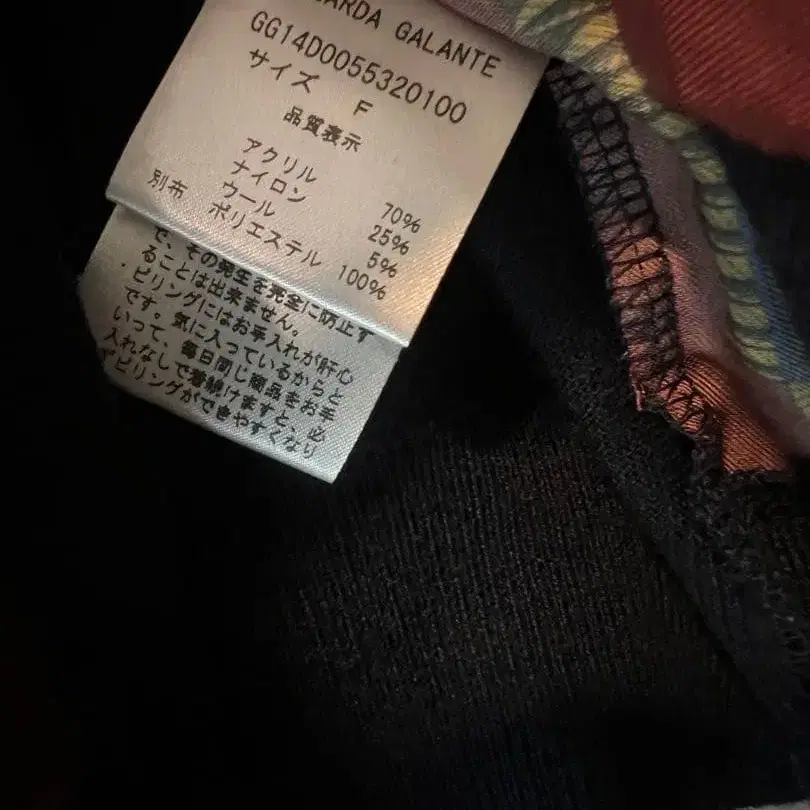 GARDA GALANTE
GG14D0055320100
サイズ F
品質表示
アクリル 70%
ナイロン 25%
ウール 5%
別布 ポリエステル 100%
で、その発生を完全に防止す
ることは出来ません。
・ピリングにはお手入れが肝心
です。気に入っているからと
いって、毎日同じ商品をお手
入れなしで着続けますと、必
ずピリングができやすくなり